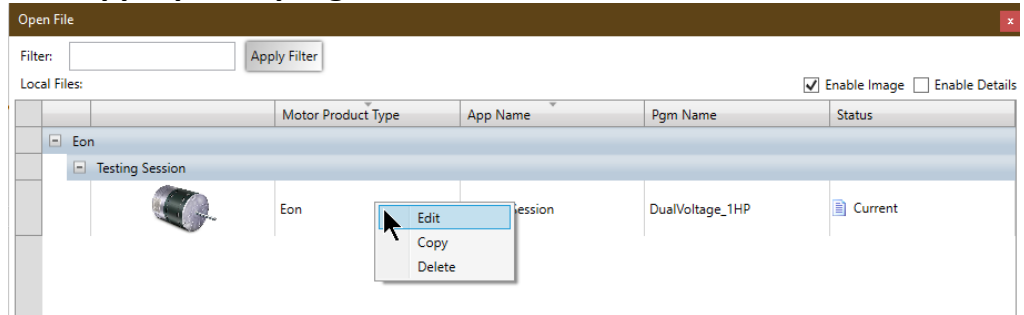 Open File x
Filter: Apply Filter
Local Files: Enable Image Enable Details
Motor Product Type App Name Pgm Name Status
Eon
Testing Session
Eon ession DualVoltage_1HP Current
Edit
Copy
Delete